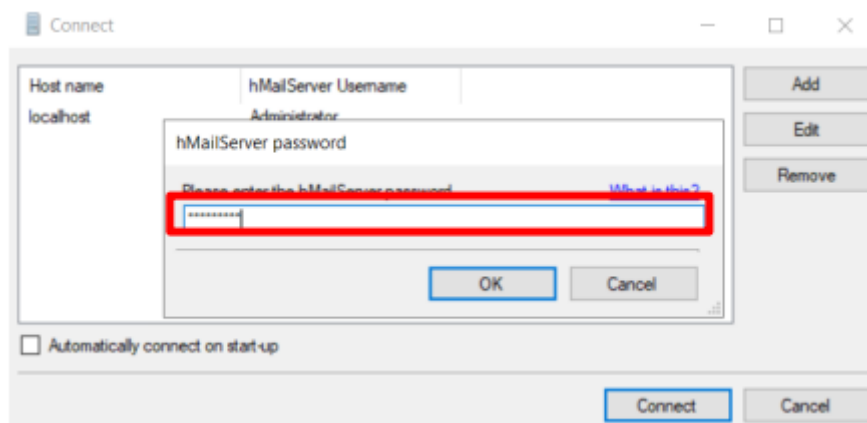 Connect
Host name hMailServer Username
localhost Administrator
Add
Edit
Remove
hMailServer password
Please enter the hMailServer password What is this?
*********
OK Cancel
Automatically connect on start-up
Connect Cancel